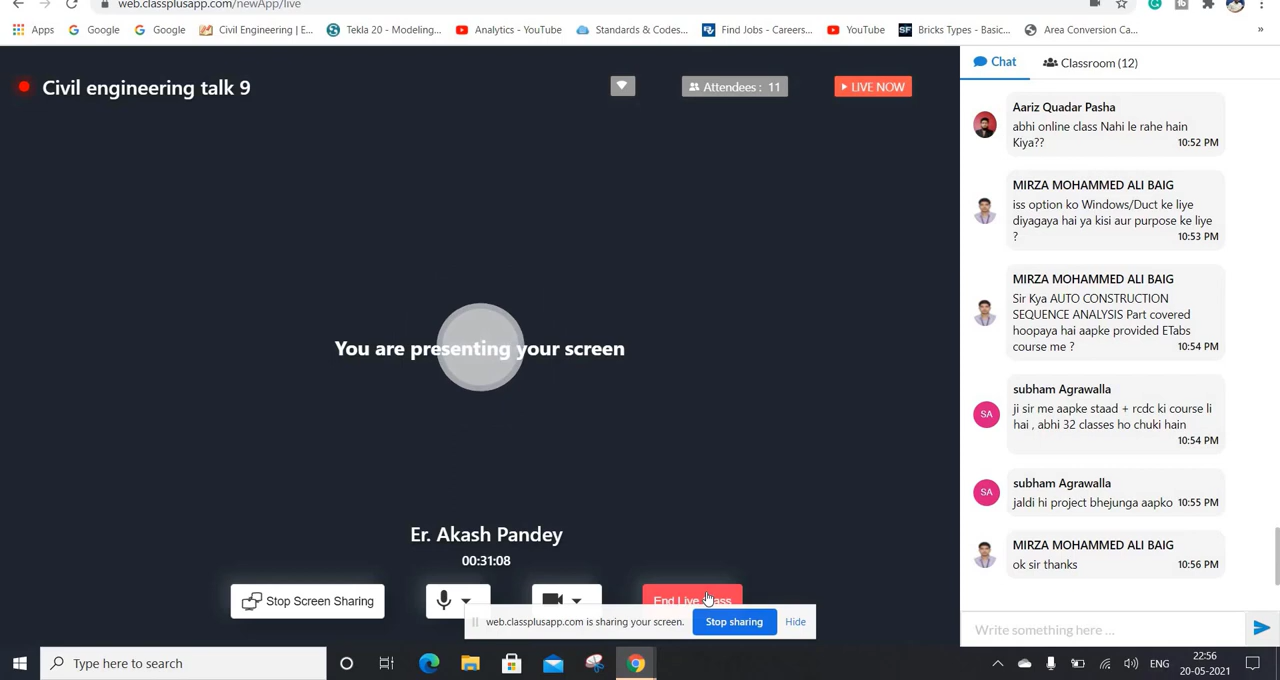 web.classplusapp.com/newApp/live
Apps Google Google Civil Engineering | E... Tekla 20 - Modeling... Analytics - YouTube Standards & Codes... Find Jobs - Careers... YouTube SF Bricks Types - Basic... Area Conversion Ca... »
Civil engineering talk 9
Attendees : 11
LIVE NOW
You are presenting your screen
Er. Akash Pandey
00:31:08
Stop Screen Sharing
End Live
web.classplusapp.com is sharing your screen. Stop sharing Hide
Chat Classroom (12)
Aariz Quadar Pasha
abhi online class Nahi le rahe hain
Kiya?? 10:52 PM
MIRZA MOHAMMED ALI BAIG
iss option ko Windows/Duct ke liye
diyagaya hai ya kisi aur purpose ke liye
? 10:53 PM
MIRZA MOHAMMED ALI BAIG
Sir Kya AUTO CONSTRUCTION
SEQUENCE ANALYSIS Part covered
hoopaya hai aapke provided ETabs
course me ? 10:54 PM
SA
subham Agrawalla
ji sir me aapke staad + rcdc ki course li
hai , abhi 32 classes ho chuki hain
10:54 PM
SA
subham Agrawalla
jaldi hi project bhejunga aapko 10:55 PM
MIRZA MOHAMMED ALI BAIG
ok sir thanks 10:56 PM
Write something here ...
Type here to search
ENG
22:56
20-05-2021